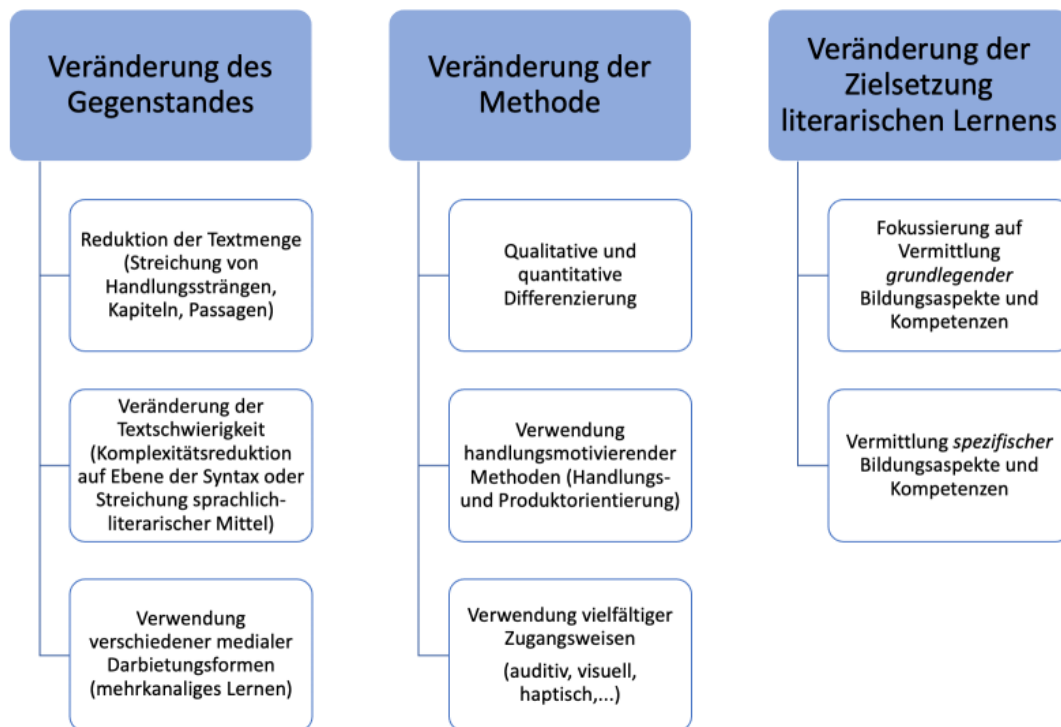 Veränderung des
Gegenstandes
Reduktion der Textmenge
(Streichung von
Handlungssträngen,
Kapiteln, Passagen)
Veränderung der
Textschwierigkeit
(Komplexitätsreduktion
auf Ebene der Syntax oder
Streichung sprachlich-
literarischer Mittel)
Verwendung
verschiedener medialer
Darbietungsformen
(mehrkanaliges Lernen)
Veränderung der
Methode
Qualitative und
quantitative
Differenzierung
Verwendung
handlungsmotivierender
Methoden (Handlungs-
und Produktorientierung)
Verwendung vielfältiger
Zugangsweisen
(auditiv, visuell,
haptisch,...)
Veränderung der
Zielsetzung
literarischen Lernens
Fokussierung auf
Vermittlung
grundlegender
Bildungsaspekte und
Kompetenzen
Vermittlung spezifischer
Bildungsaspekte und
Kompetenzen